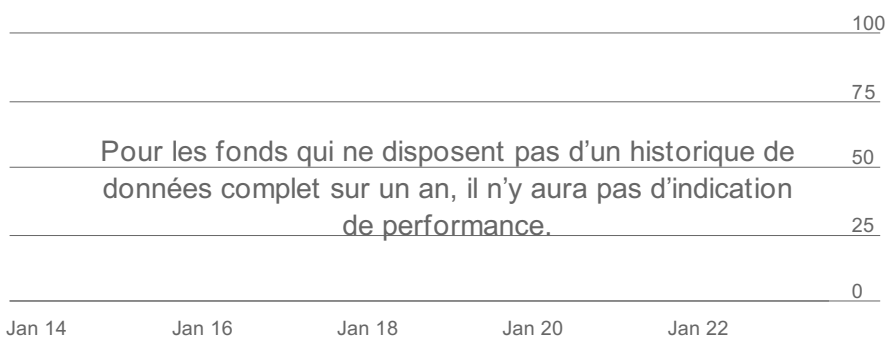 100
75
Pour les fonds qui ne disposent pas d’un historique de
50
données complet sur un an, il n’y aura pas d’indication
de performance.
25
0
Jan 14 Jan 16 Jan 18 Jan 20 Jan 22